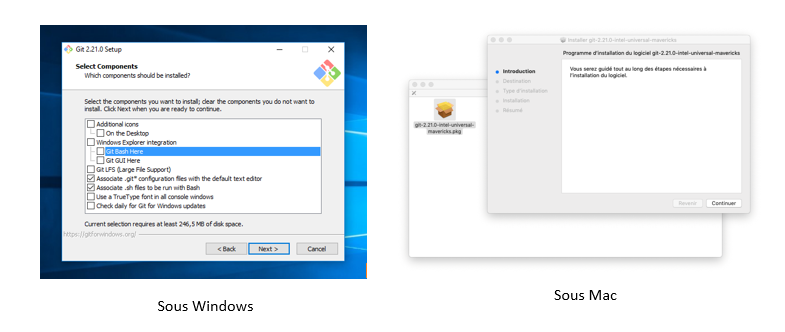 Git 2.21.0 Setup
Select Components
Which components should be installed?
Select the components you want to install; clear the components you do not want to
install. Click Next when you are ready to continue.
Additional icons
On the Desktop
Windows Explorer integration
Git Bash Here
Git GUI Here
Git LFS (Large File Support)
Associate .git* configuration files with the default text editor
Associate .sh files to be run with Bash
Use a TrueType font in all console windows
Check daily for Git for Windows updates
Current selection requires at least 246,5 MB of disk space.
https://gitforwindows.org/
< Back
Next >
Cancel
Sous Windows
Installer git-2.21.0-intel-universal-mavericks
Programme d'installation du logiciel git-2.21.0-intel-universal-mavericks
Introduction
Destination
Type d'installation
Installation
Résumé
Vous serez guidé tout au long des étapes nécessaires à
l'installation du logiciel.
git-2.21.0-intel-universal-
mavericks.pkg
Revenir
Continuer
Sous Mac